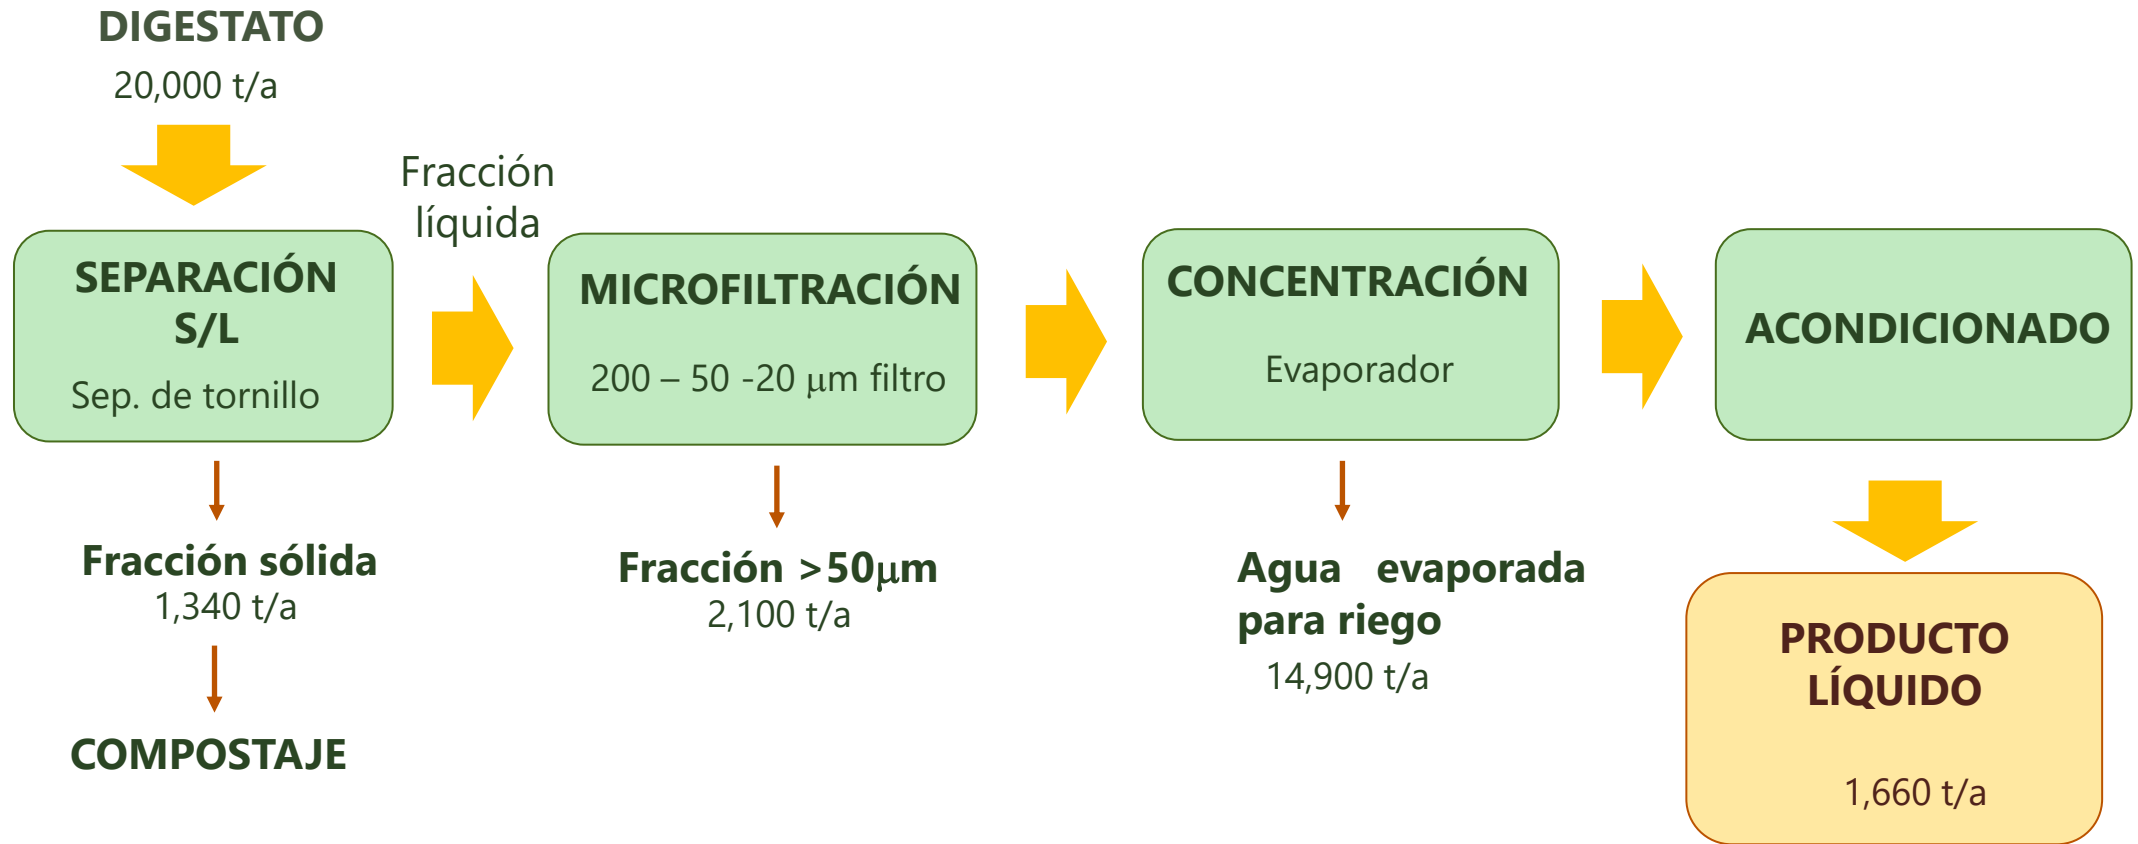 DIGESTATO
20,000 t/a
Fracción
líquida
SEPARACIÓN
S/L
Sep. de tornillo
MICROFILTRACIÓN
200 – 50 -20 μm filtro
CONCENTRACIÓN
Evaporador
ACONDICIONADO
Fracción sólida
1,340 t/a
COMPOSTAJE
Fracción >50μm
2,100 t/a
Agua evaporada
para riego
14,900 t/a
PRODUCTO
LÍQUIDO
1,660 t/a